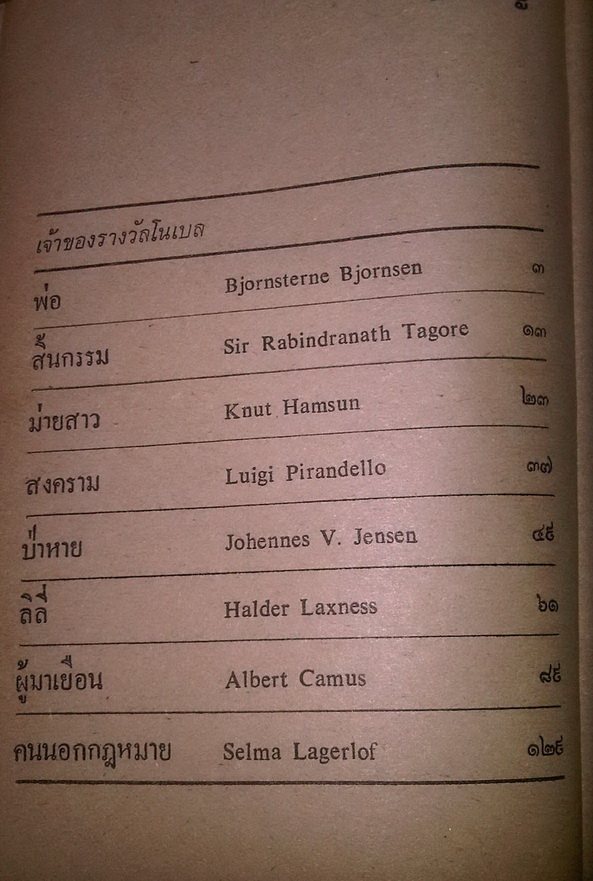 เจ้าของรางวัลโนเบล
พ่อ Bjornsterne Bjornsen ๓
สิ้นกรรม Sir Rabindranath Tagore ๑๓
ม่ายสาว Knut Hamsun ๒๓
สงคราม Luigi Pirandello ๓๗
ป่าหาย Johennes V. Jensen ๔๙
ลิลี่ Halder Laxness ๖๑
ผู้มาเยือน Albert Camus ๘๙
คนนอกกฎหมาย Selma Lagerlof ๑๒๙